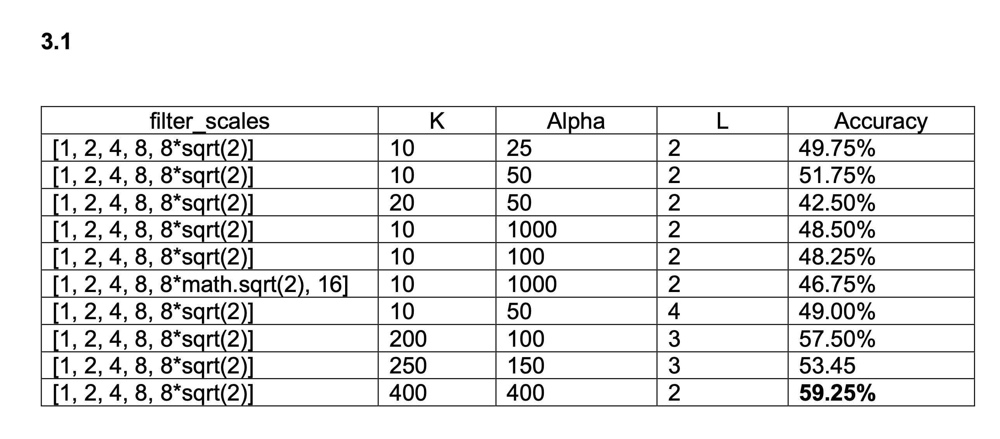 3.1
filter_scales K Alpha L Accuracy
[1, 2, 4, 8, 8*sqrt(2)] 10 25 2 49.75%
[1, 2, 4, 8, 8*sqrt(2)] 10 50 2 51.75%
[1, 2, 4, 8, 8*sqrt(2)] 20 50 2 42.50%
[1, 2, 4, 8, 8*sqrt(2)] 10 1000 2 48.50%
[1, 2, 4, 8, 8*sqrt(2)] 10 100 2 48.25%
[1, 2, 4, 8, 8*math.sqrt(2), 16] 10 1000 2 46.75%
[1, 2, 4, 8, 8*sqrt(2)] 10 50 4 49.00%
[1, 2, 4, 8, 8*sqrt(2)] 200 100 3 57.50%
[1, 2, 4, 8, 8*sqrt(2)] 250 150 3 53.45
[1, 2, 4, 8, 8*sqrt(2)] 400 400 2 59.25%